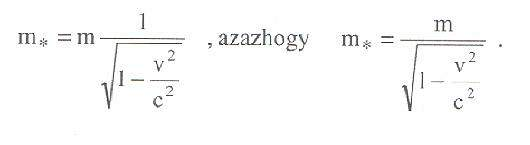 m* = m 1/√(1 − v²/c²) , azazhogy m* = m/√(1 − v²/c²) .